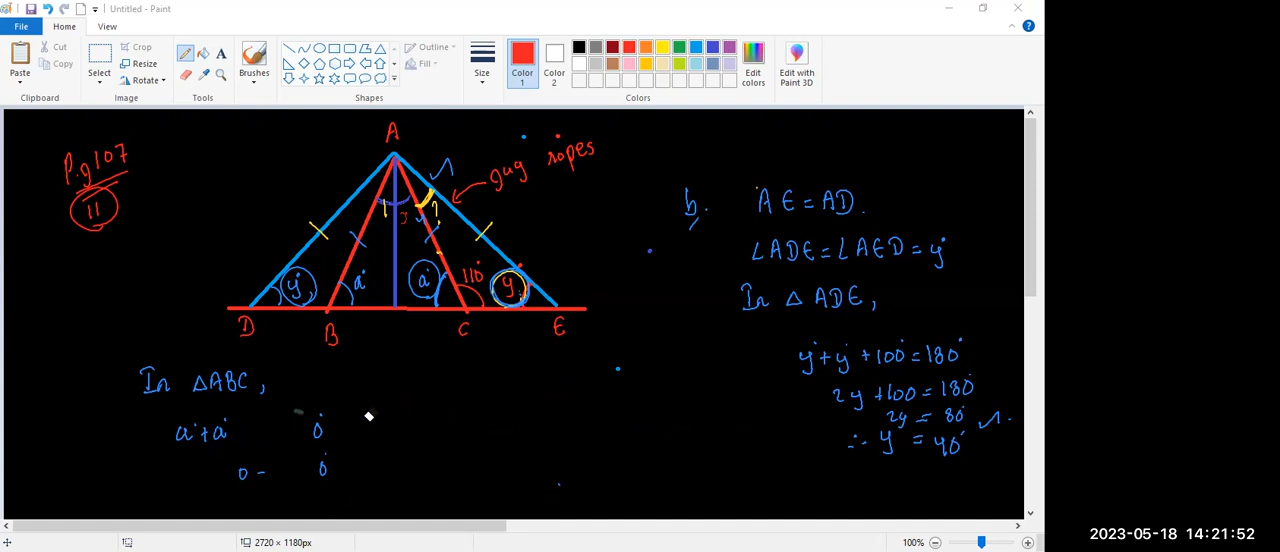 Untitled - Paint
File Home View
Paste
Cut
Copy
Clipboard
Select
Crop
Resize
Rotate
Image
Tools
Brushes
Shapes
Outline
Fill
Size
Color 1
Color 2
Colors
Edit colors
Edit with Paint 3D
P.g 107
11
A
guy ropes
y° a° a° 110° y°
D B C E
In △ABC,
a°+a°
b. AE = AD.
∠ADE = ∠AED = y°
In △ ADE,
y°+y°+100°=180°
2y+100=180°
2y = 80°
∴ y = 40°
2720 × 1180px
100%
2023-05-18 14:21:52